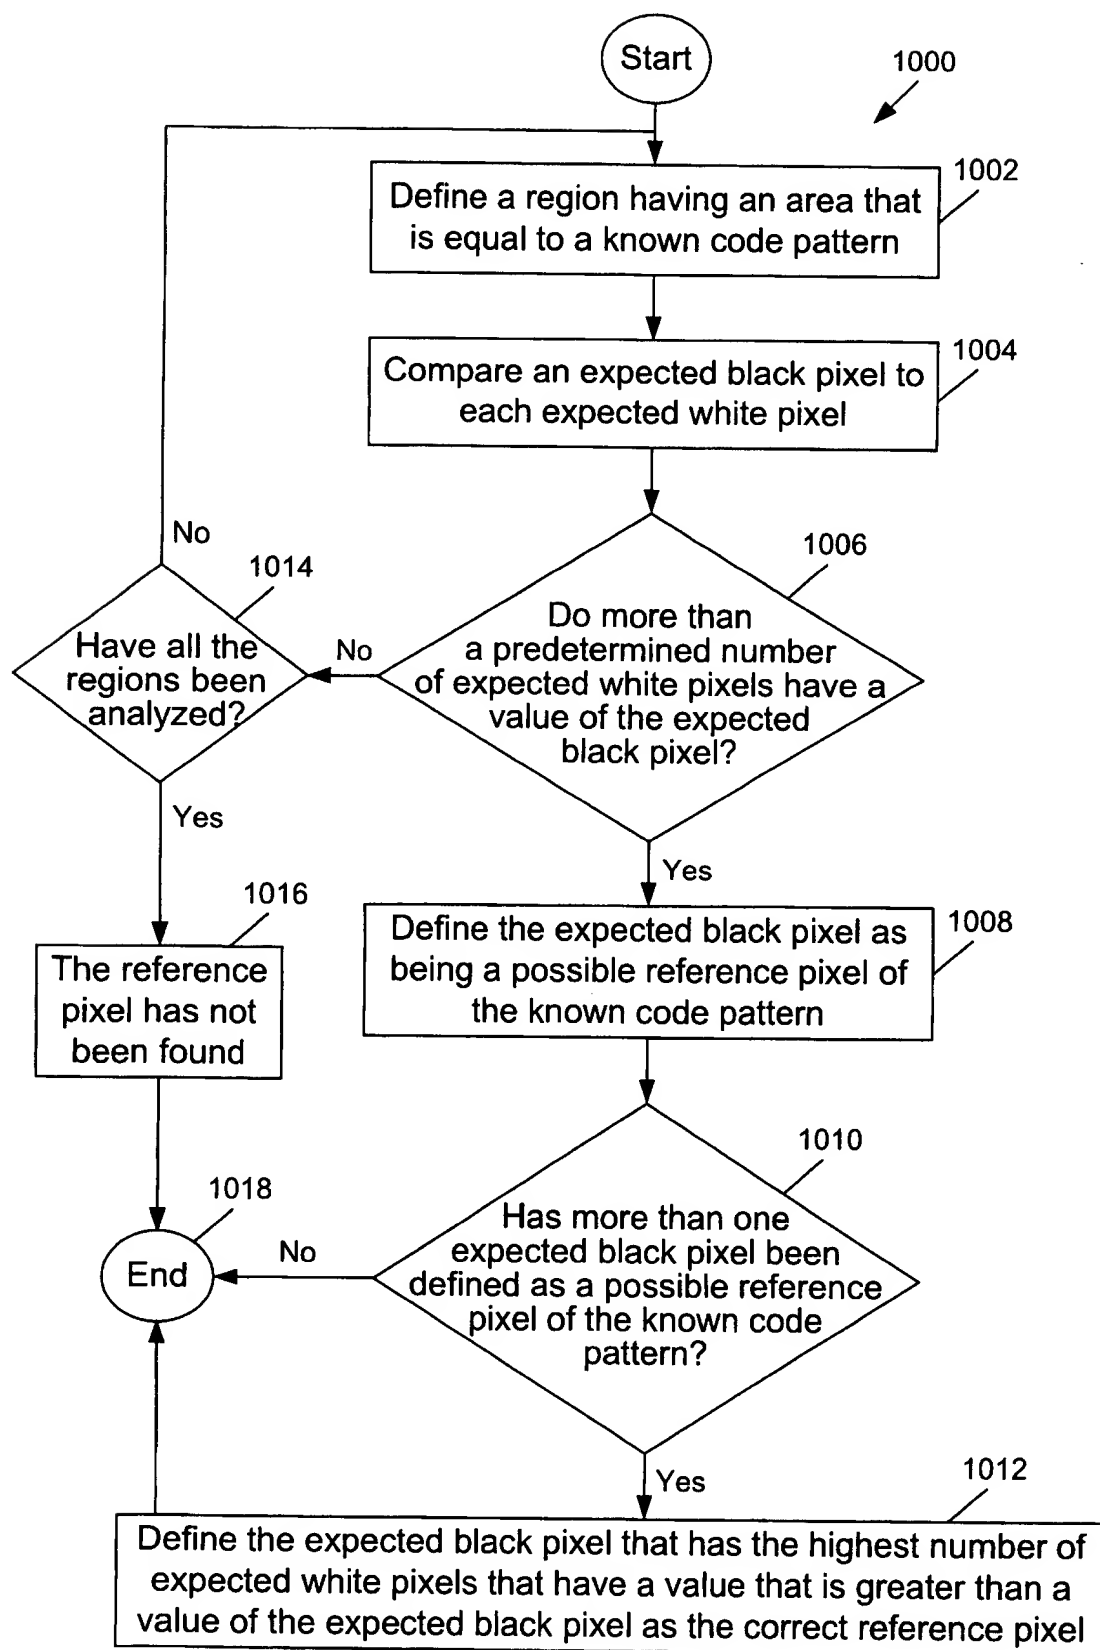 Start
1000
1002
Define a region having an area that
is equal to a known code pattern
1004
Compare an expected black pixel to
each expected white pixel
No
1014
1006
Have all the
regions been
analyzed?
No
Do more than
a predetermined number
of expected white pixels have a
value of the expected
black pixel?
Yes
Yes
1016
The reference
pixel has not
been found
1008
Define the expected black pixel as
being a possible reference pixel of
the known code pattern
1010
1018
End
No
Has more than one
expected black pixel been
defined as a possible reference
pixel of the known code
pattern?
Yes
1012
Define the expected black pixel that has the highest number of
expected white pixels that have a value that is greater than a
value of the expected black pixel as the correct reference pixel